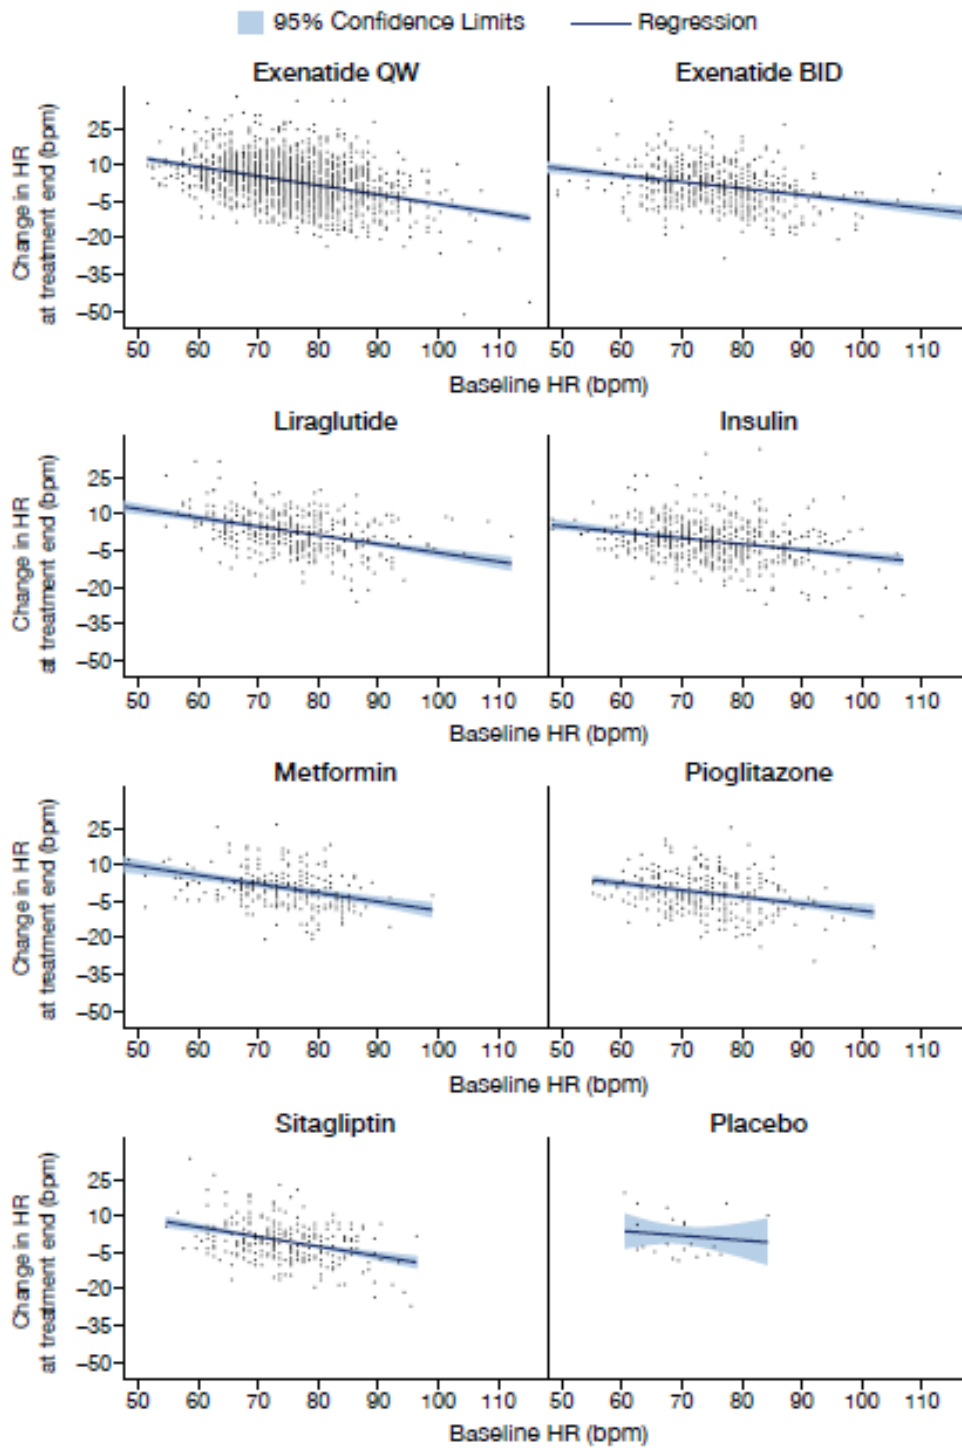 95% Confidence Limits Regression
Exenatide QW Exenatide BID
Change in HR
at treatment end (bpm)
25
10
−5
−20
−35
−50
50 60 70 80 90 100 110 50 60 70 80 90 100 110
Baseline HR (bpm)
Liraglutide Insulin
Change in HR
at treatment end (bpm)
25
10
−5
−20
−35
−50
50 60 70 80 90 100 110 50 60 70 80 90 100 110
Baseline HR (bpm)
Metformin Pioglitazone
Change in HR
at treatment end (bpm)
25
10
−5
−20
−35
−50
50 60 70 80 90 100 110 50 60 70 80 90 100 110
Baseline HR (bpm)
Sitagliptin Placebo
Change in HR
at treatment end (bpm)
25
10
−5
−20
−35
−50
50 60 70 80 90 100 110 50 60 70 80 90 100 110
Baseline HR (bpm)